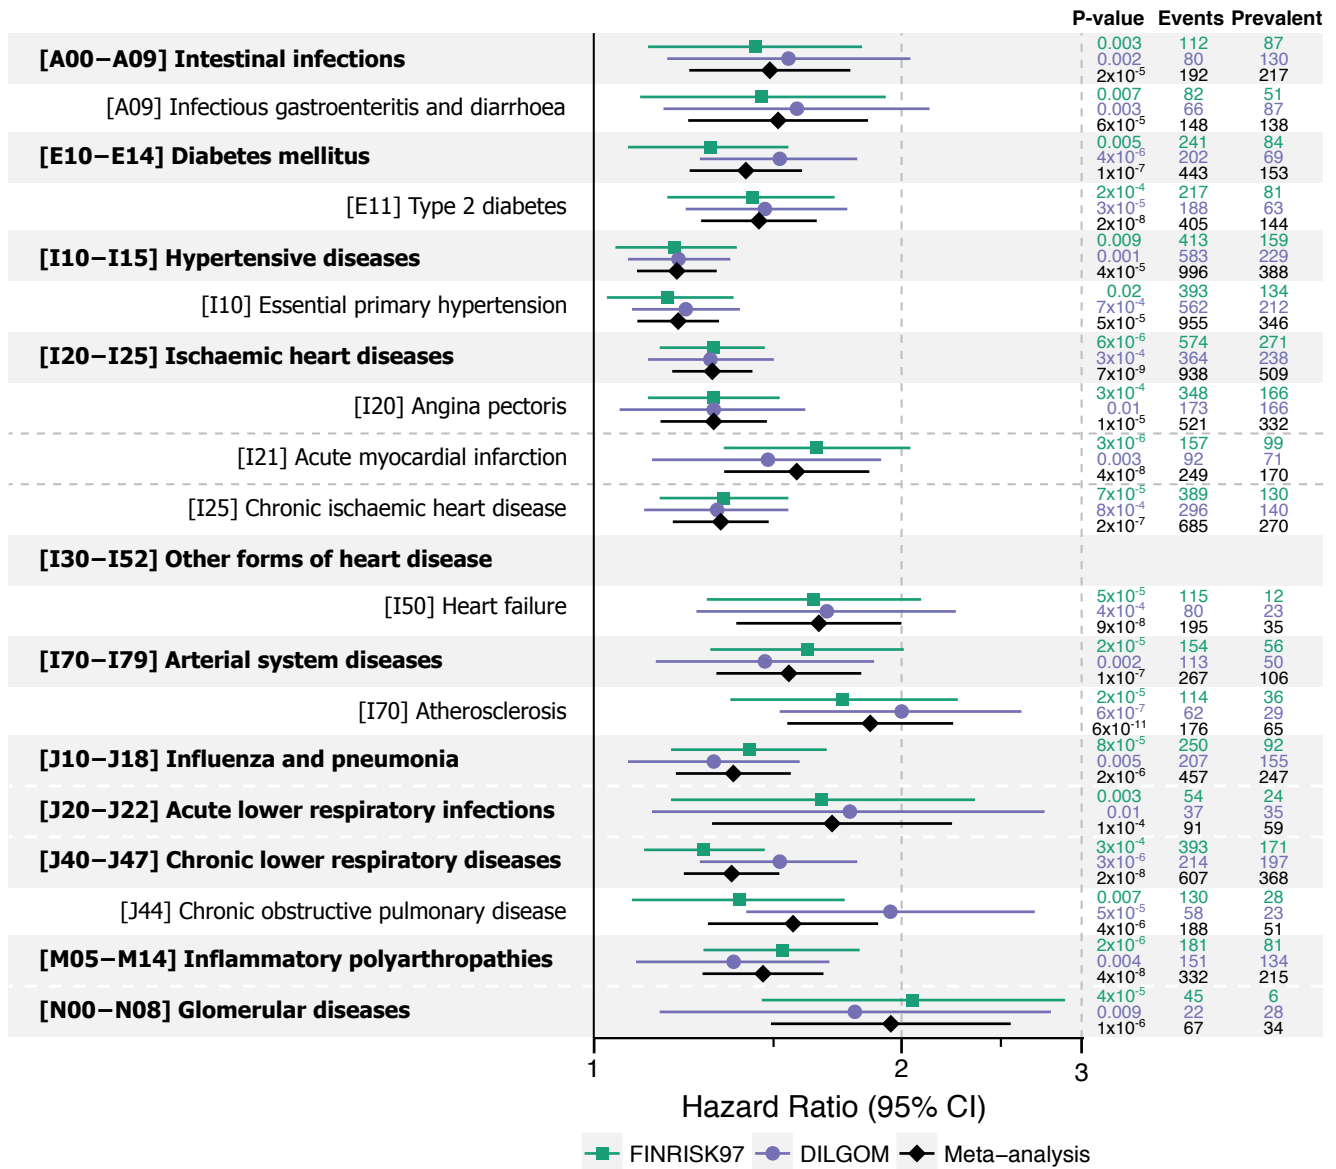 P-value Events Prevalent
[A00−A09] Intestinal infections
0.003 112 87
0.002 80 130
2x10-5 192 217
[A09] Infectious gastroenteritis and diarrhoea
0.007 82 51
0.003 66 87
6x10-5 148 138
[E10−E14] Diabetes mellitus
0.005 241 84
4x10-6 202 69
1x10-7 443 153
[E11] Type 2 diabetes
2x10-4 217 81
3x10-5 188 63
2x10-8 405 144
[I10−I15] Hypertensive diseases
0.009 413 159
0.001 583 229
4x10-5 996 388
[I10] Essential primary hypertension
0.02 393 134
7x10-4 562 212
5x10-5 955 346
[I20−I25] Ischaemic heart diseases
6x10-6 574 271
3x10-4 364 238
7x10-9 938 509
[I20] Angina pectoris
3x10-4 348 166
0.01 173 166
1x10-5 521 332
[I21] Acute myocardial infarction
3x10-6 157 99
0.003 92 71
4x10-8 249 170
[I25] Chronic ischaemic heart disease
7x10-5 389 130
8x10-4 296 140
2x10-7 685 270
[I30−I52] Other forms of heart disease
[I50] Heart failure
5x10-5 115 12
4x10-4 80 23
9x10-8 195 35
[I70−I79] Arterial system diseases
2x10-5 154 56
0.002 113 50
1x10-7 267 106
[I70] Atherosclerosis
2x10-5 114 36
6x10-7 62 29
6x10-11 176 65
[J10−J18] Influenza and pneumonia
8x10-5 250 92
0.005 207 155
2x10-6 457 247
[J20−J22] Acute lower respiratory infections
0.003 54 24
0.01 37 35
1x10-4 91 59
[J40−J47] Chronic lower respiratory diseases
3x10-4 393 171
3x10-6 214 197
2x10-8 607 368
[J44] Chronic obstructive pulmonary disease
0.007 130 28
5x10-5 58 23
4x10-6 188 51
[M05−M14] Inflammatory polyarthropathies
2x10-6 181 81
0.004 151 134
4x10-8 332 215
[N00−N08] Glomerular diseases
4x10-5 45 6
0.009 22 28
1x10-6 67 34
1 2 3
Hazard Ratio (95% CI)
FINRISK97 DILGOM Meta−analysis